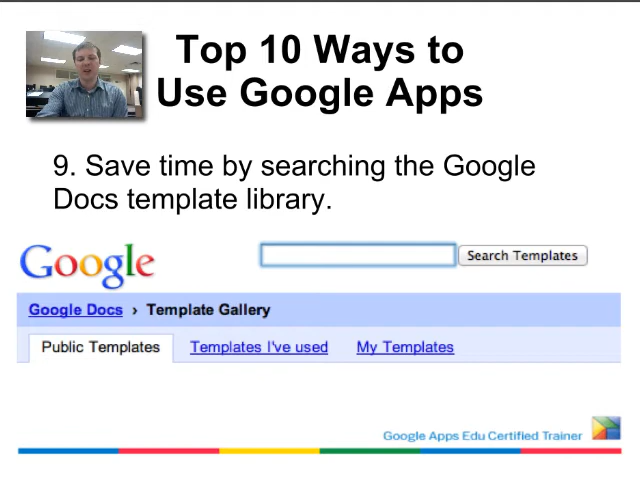 Top 10 Ways to
Use Google Apps
9. Save time by searching the Google
Docs template library.
Google Search Templates
Google Docs › Template Gallery
Public Templates Templates I've used My Templates
Google Apps Edu Certified Trainer